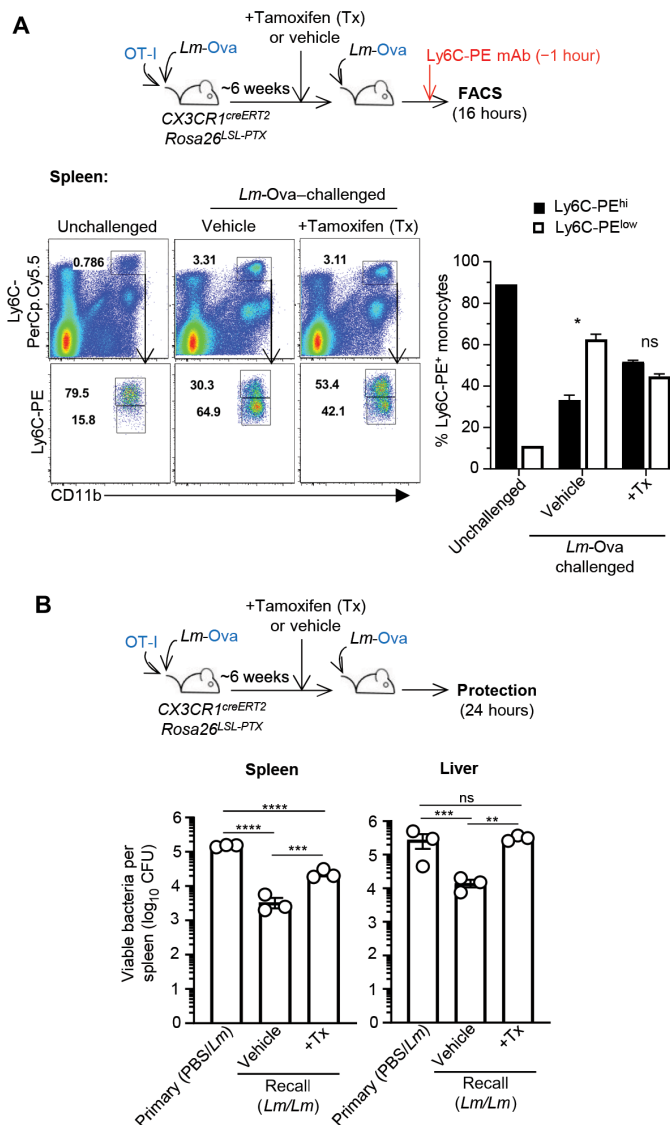 A
+Tamoxifen (Tx)
or vehicle
OT-I
Lm-Ova
Lm-Ova
Ly6C-PE mAb (−1 hour)
~6 weeks
FACS
(16 hours)
CX3CR1creERT2
Rosa26LSL-PTX
Spleen:
Lm-Ova–challenged
Unchallenged
Vehicle
+Tamoxifen (Tx)
Ly6C-
PerCp.Cy5.5
0.786
3.31
3.11
Ly6C-PE
79.5
15.8
30.3
64.9
53.4
42.1
CD11b
Ly6C-PEhi
Ly6C-PElow
% Ly6C-PE+ monocytes
100
80
60
40
20
0
*
ns
Unchallenged
Vehicle
+Tx
Lm-Ova
challenged
B
+Tamoxifen (Tx)
or vehicle
OT-I
Lm-Ova
Lm-Ova
~6 weeks
Protection
(24 hours)
CX3CR1creERT2
Rosa26LSL-PTX
Spleen
Viable bacteria per
spleen (log10 CFU)
6
5
4
3
2
1
0
****
****
***
Primary (PBS/Lm)
Vehicle
+Tx
Recall
(Lm/Lm)
Liver
6
5
4
3
2
1
0
ns
***
**
Primary (PBS/Lm)
Vehicle
+Tx
Recall
(Lm/Lm)